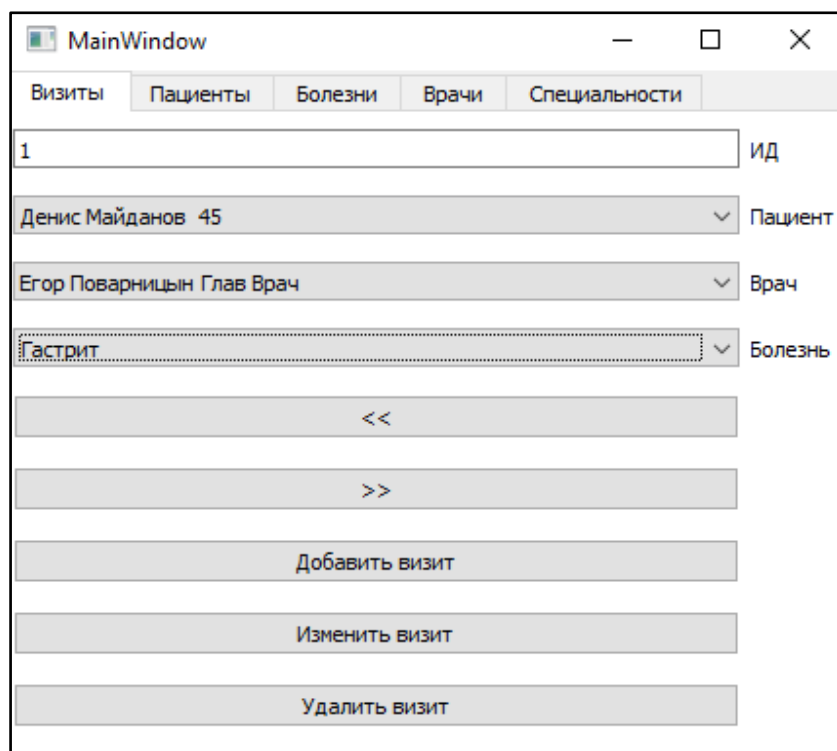 MainWindow
Визиты Пациенты Болезни Врачи Специальности
1 ИД
Денис Майданов 45 Пациент
Егор Поварницын Глав Врач Врач
Гастрит Болезнь
<<
>>
Добавить визит
Изменить визит
Удалить визит